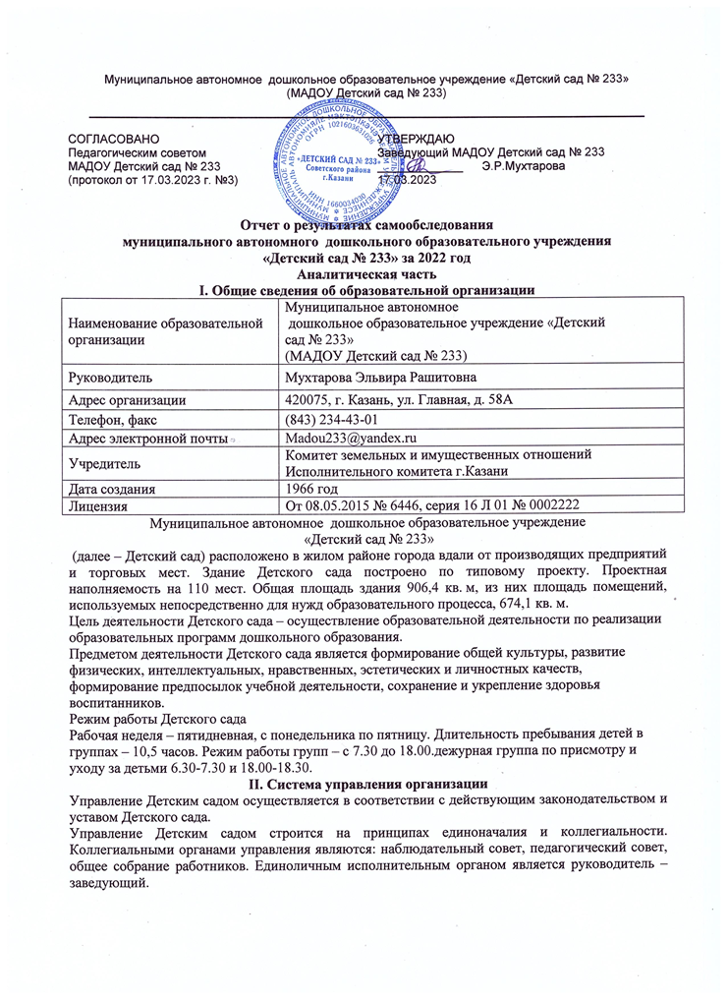 Муниципальное автономное дошкольное образовательное учреждение «Детский сад № 233»
(МАДОУ Детский сад № 233)
СОГЛАСОВАНО
Педагогическим советом
МАДОУ Детский сад № 233
(протокол от 17.03.2023 г. №3)
УТВЕРЖДАЮ
Заведующий МАДОУ Детский сад № 233
Э.Р.Мухтарова
17.03.2023
«ДЕТСКИЙ САД № 233»
Советского района
г.Казани
Отчет о результатах самообследования
муниципального автономного дошкольного образовательного учреждения
«Детский сад № 233» за 2022 год
Аналитическая часть
I. Общие сведения об образовательной организации
Наименование образовательной
организации
Муниципальное автономное
дошкольное образовательное учреждение «Детский
сад № 233»
(МАДОУ Детский сад № 233)
Руководитель
Мухтарова Эльвира Рашитовна
Адрес организации
420075, г. Казань, ул. Главная, д. 58А
Телефон, факс
(843) 234-43-01
Адрес электронной почты
Madou233@yandex.ru
Учредитель
Комитет земельных и имущественных отношений
Исполнительного комитета г.Казани
Дата создания
1966 год
Лицензия
От 08.05.2015 № 6446, серия 16 Л 01 № 0002222
Муниципальное автономное дошкольное образовательное учреждение
«Детский сад № 233»
(далее – Детский сад) расположено в жилом районе города вдали от производящих предприятий
и торговых мест. Здание Детского сада построено по типовому проекту. Проектная
наполняемость на 110 мест. Общая площадь здания 906,4 кв. м, из них площадь помещений,
используемых непосредственно для нужд образовательного процесса, 674,1 кв. м.
Цель деятельности Детского сада – осуществление образовательной деятельности по реализации
образовательных программ дошкольного образования.
Предметом деятельности Детского сада является формирование общей культуры, развитие
физических, интеллектуальных, нравственных, эстетических и личностных качеств,
формирование предпосылок учебной деятельности, сохранение и укрепление здоровья
воспитанников.
Режим работы Детского сада
Рабочая неделя – пятидневная, с понедельника по пятницу. Длительность пребывания детей в
группах – 10,5 часов. Режим работы групп – с 7.30 до 18.00.дежурная группа по присмотру и
уходу за детьми 6.30-7.30 и 18.00-18.30.
II. Система управления организации
Управление Детским садом осуществляется в соответствии с действующим законодательством и
уставом Детского сада.
Управление Детским садом строится на принципах единоначалия и коллегиальности.
Коллегиальными органами управления являются: наблюдательный совет, педагогический совет,
общее собрание работников. Единоличным исполнительным органом является руководитель –
заведующий.